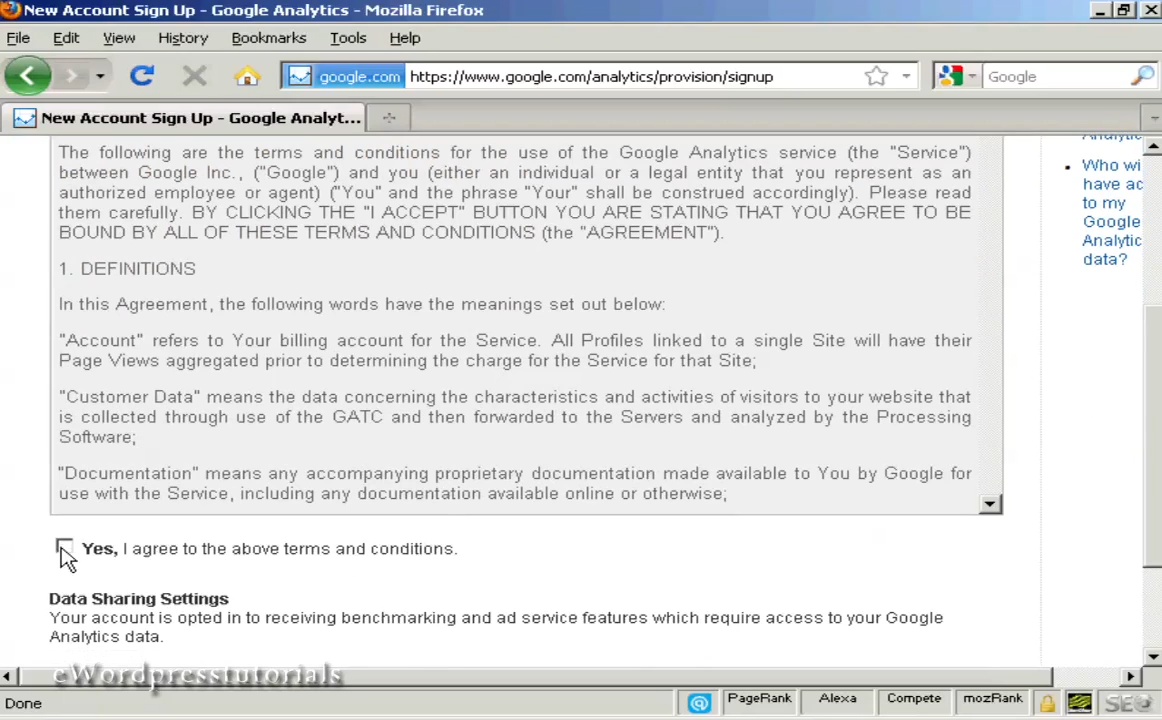 New Account Sign Up - Google Analytics - Mozilla Firefox
File Edit View History Bookmarks Tools Help
google.com https://www.google.com/analytics/provision/signup Google
New Account Sign Up - Google Analyt...
The following are the terms and conditions for the use of the Google Analytics service (the "Service")
between Google Inc., ("Google") and you (either an individual or a legal entity that you represent as an
authorized employee or agent) ("You" and the phrase "Your" shall be construed accordingly). Please read
them carefully. BY CLICKING THE "I ACCEPT" BUTTON YOU ARE STATING THAT YOU AGREE TO BE
BOUND BY ALL OF THESE TERMS AND CONDITIONS (the "AGREEMENT").
1. DEFINITIONS
In this Agreement, the following words have the meanings set out below:
"Account" refers to Your billing account for the Service. All Profiles linked to a single Site will have their
Page Views aggregated prior to determining the charge for the Service for that Site;
"Customer Data" means the data concerning the characteristics and activities of visitors to your website that
is collected through use of the GATC and then forwarded to the Servers and analyzed by the Processing
Software;
"Documentation" means any accompanying proprietary documentation made available to You by Google for
use with the Service, including any documentation available online or otherwise;
Who wi
have ac
to my
Google
Analytic
data?
Yes, I agree to the above terms and conditions.
Data Sharing Settings
Your account is opted in to receiving benchmarking and ad service features which require access to your Google
Analytics data.
eWordpresstutorials
Done PageRank Alexa Compete mozRank SEO